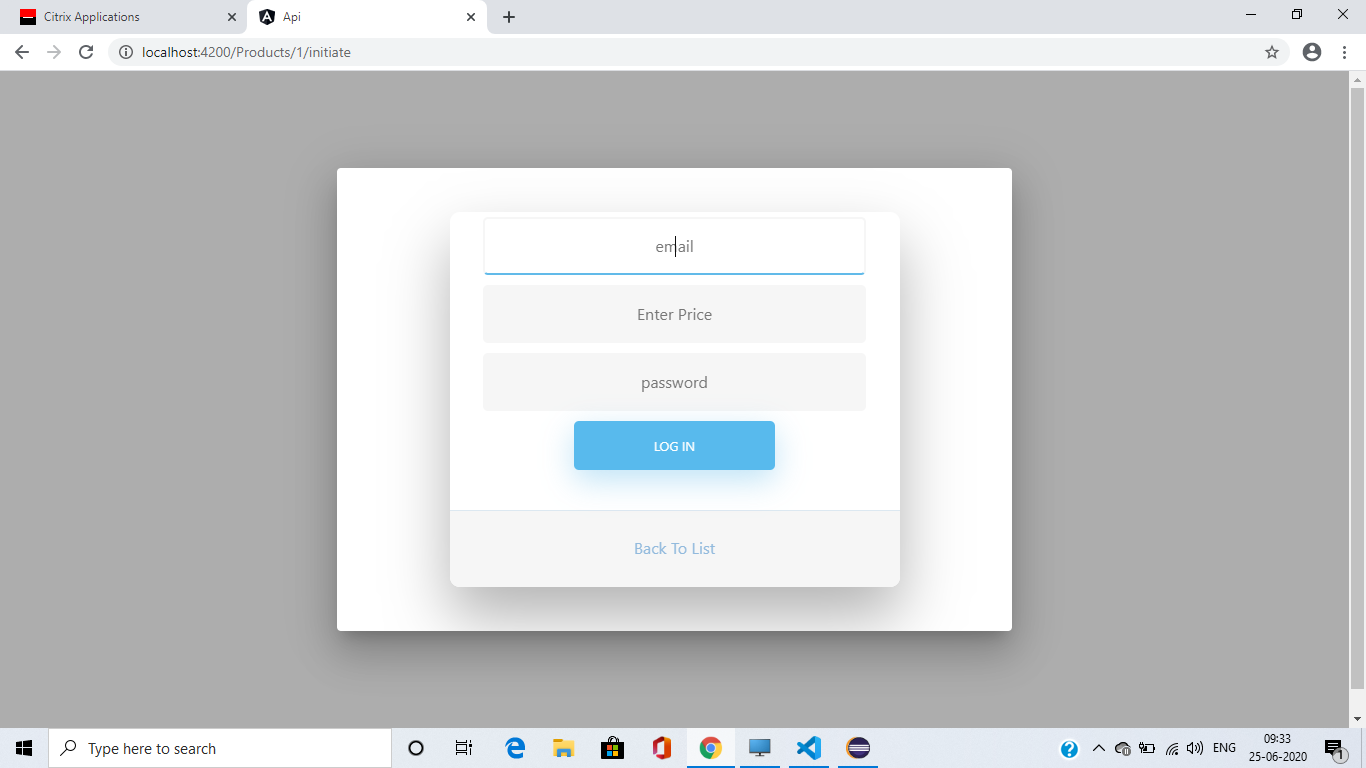 Citrix Applications
Api
localhost:4200/Products/1/initiate
email
Enter Price
password
LOG IN
Back To List
Type here to search
ENG
09:33
25-06-2020
1